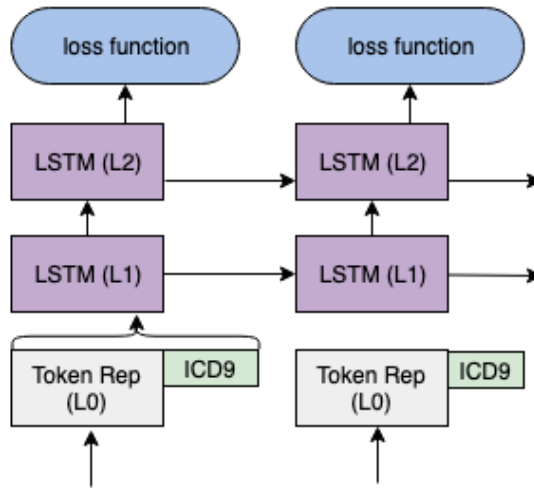 loss function
loss function
LSTM (L2)
LSTM (L2)
LSTM (L1)
LSTM (L1)
Token Rep
(L0)
ICD9
Token Rep
(L0)
ICD9